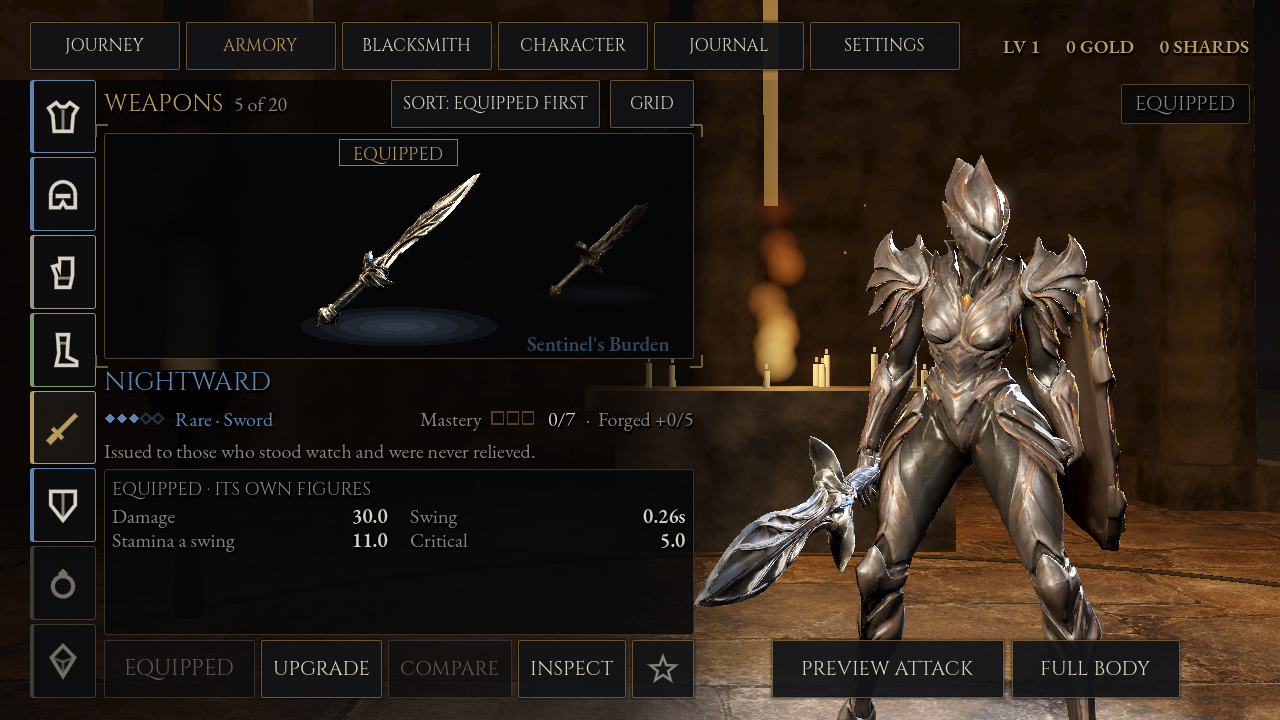 JOURNEY
ARMORY
BLACKSMITH
CHARACTER
JOURNAL
SETTINGS
LV 1
0 GOLD
0 SHARDS
WEAPONS 5 of 20
SORT: EQUIPPED FIRST
GRID
EQUIPPED
EQUIPPED
Sentinel's Burden
NIGHTWARD
Rare · Sword
Mastery 0/7 · Forged +0/5
Issued to those who stood watch and were never relieved.
EQUIPPED · ITS OWN FIGURES
Damage 30.0 Swing 0.26s
Stamina a swing 11.0 Critical 5.0
EQUIPPED
UPGRADE
COMPARE
INSPECT
PREVIEW ATTACK
FULL BODY